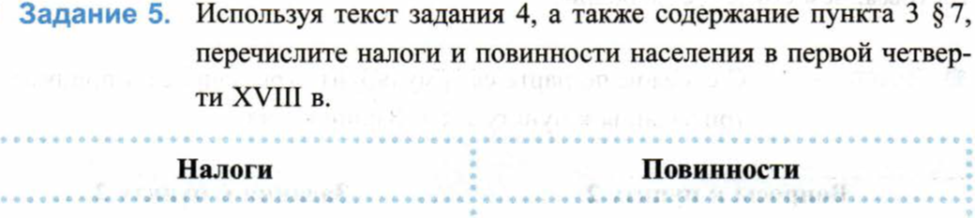 Задание 5. Используя текст задания 4, а также содержание пункта 3 § 7,
перечислите налоги и повинности населения в первой четвер-
ти XVIII в.
Налоги Повинности